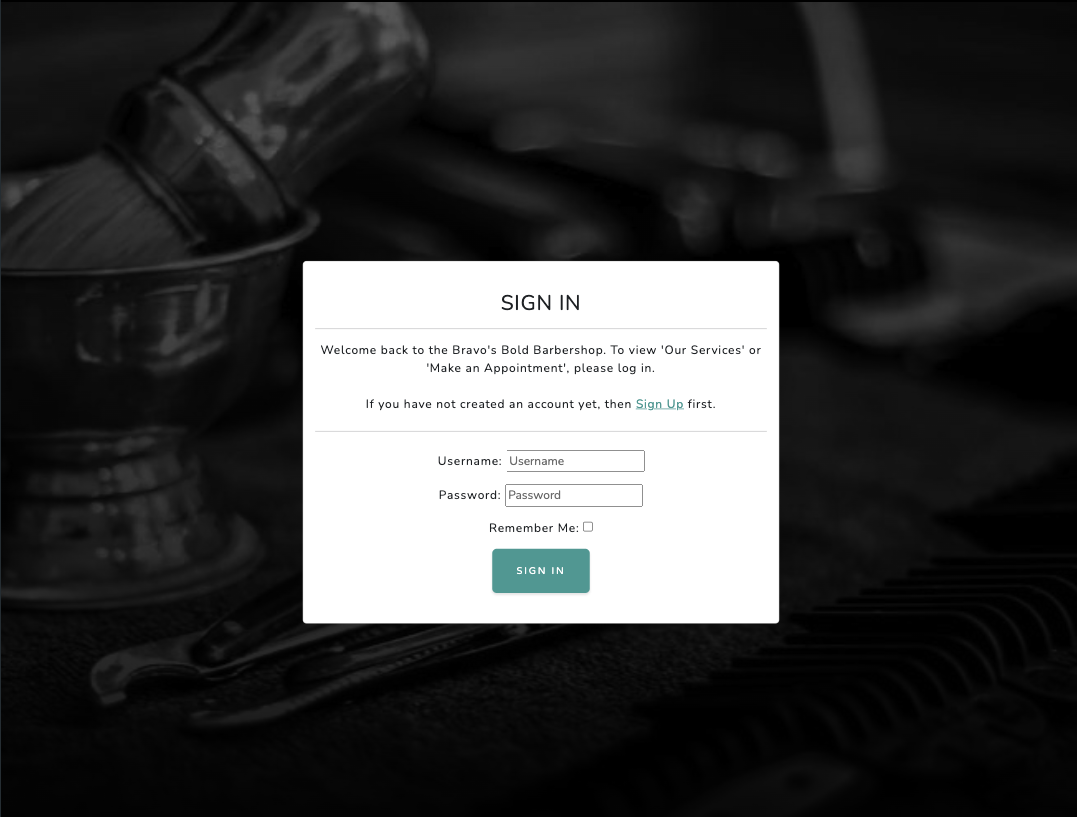 SIGN IN
Welcome back to the Bravo's Bold Barbershop. To view 'Our Services' or
'Make an Appointment', please log in.
If you have not created an account yet, then Sign Up first.
Username: Username
Password: Password
Remember Me:
SIGN IN